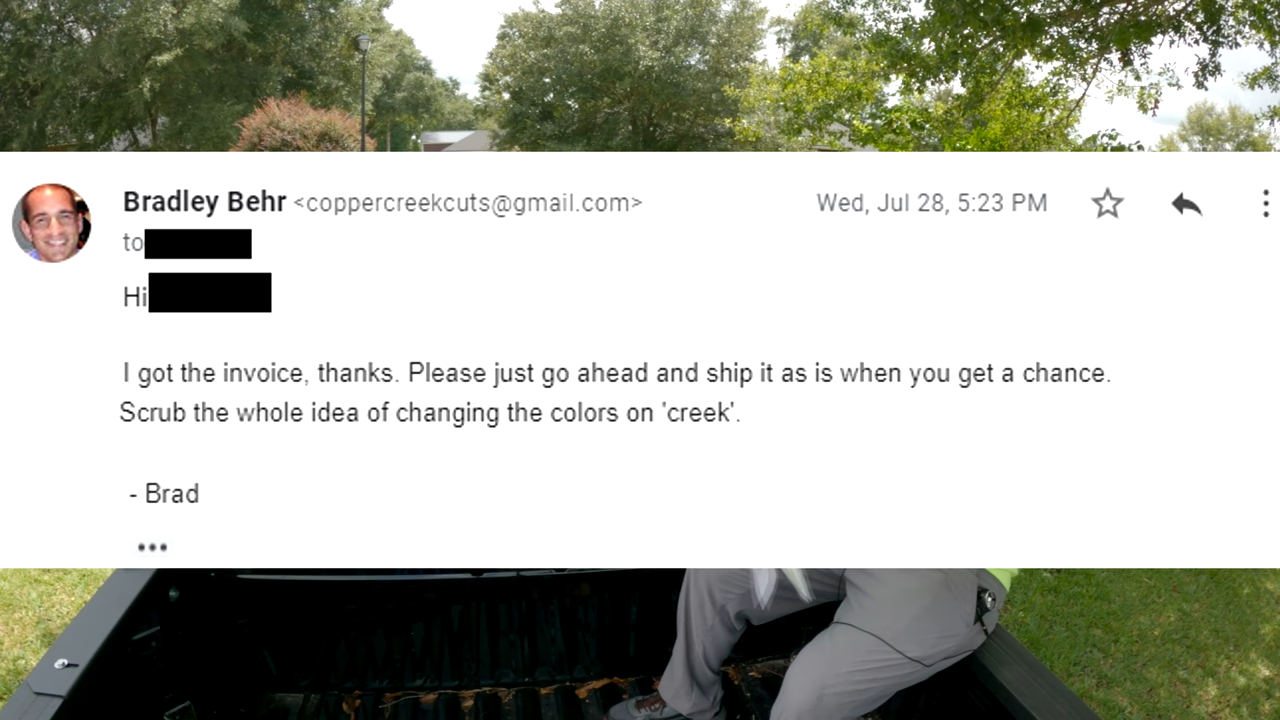 Bradley Behr <coppercreekcuts@gmail.com> Wed, Jul 28, 5:23 PM
to
Hi
I got the invoice, thanks. Please just go ahead and ship it as is when you get a chance.
Scrub the whole idea of changing the colors on 'creek'.
- Brad